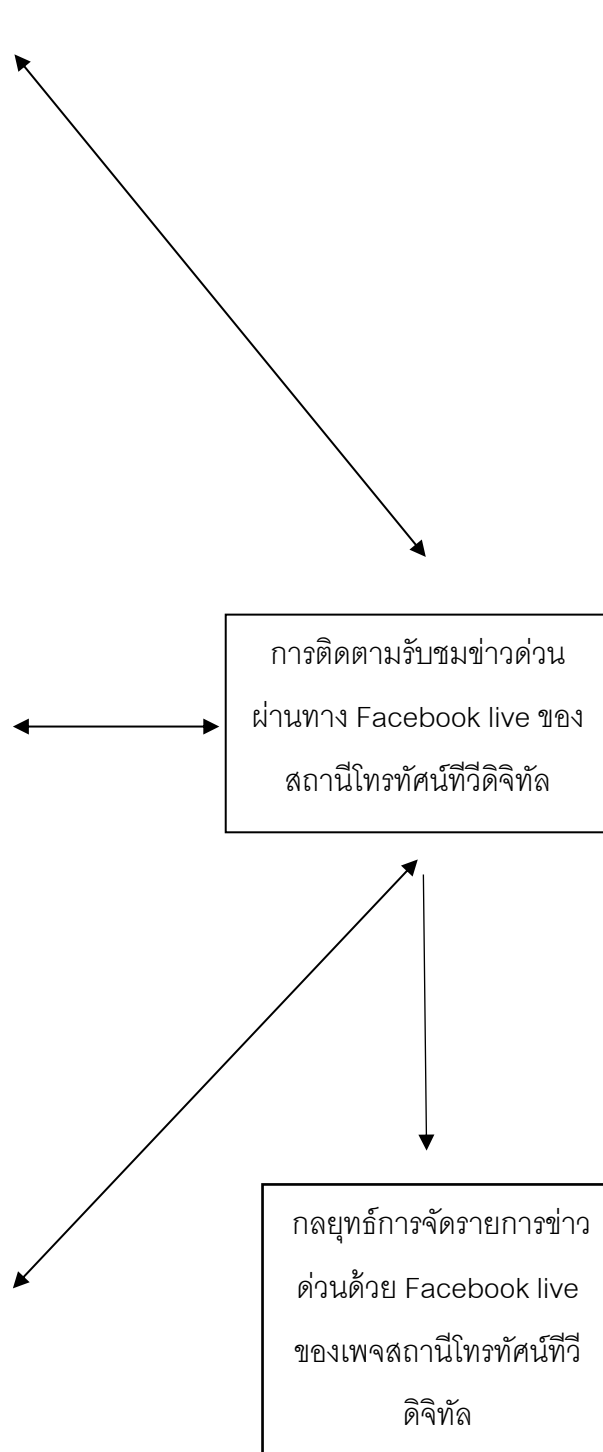 การติดตามรับชมข่าวด่วน
ผ่านทาง Facebook live ของ
สถานีโทรทัศน์ทีวีดิจิทัล
กลยุทธ์การจัดรายการข่าว
ด่วนด้วย Facebook live
ของเพจสถานีโทรทัศน์ทีวี
ดิจิทัล